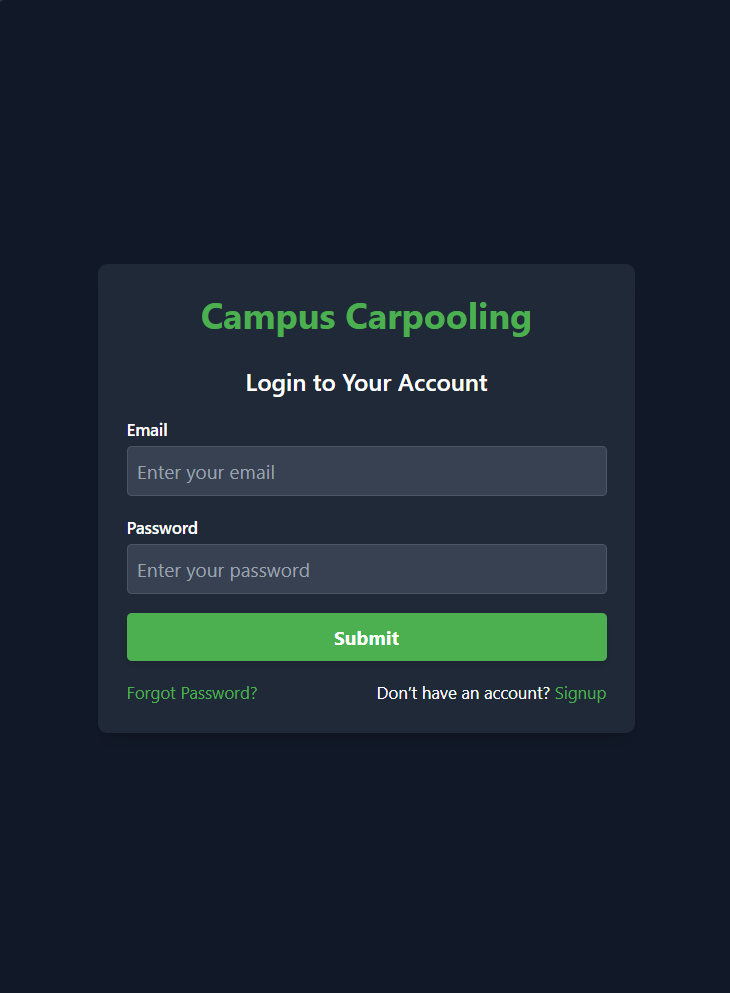 Campus Carpooling
Login to Your Account
Email
Enter your email
Password
Enter your password
Submit
Forgot Password? Don’t have an account? Signup